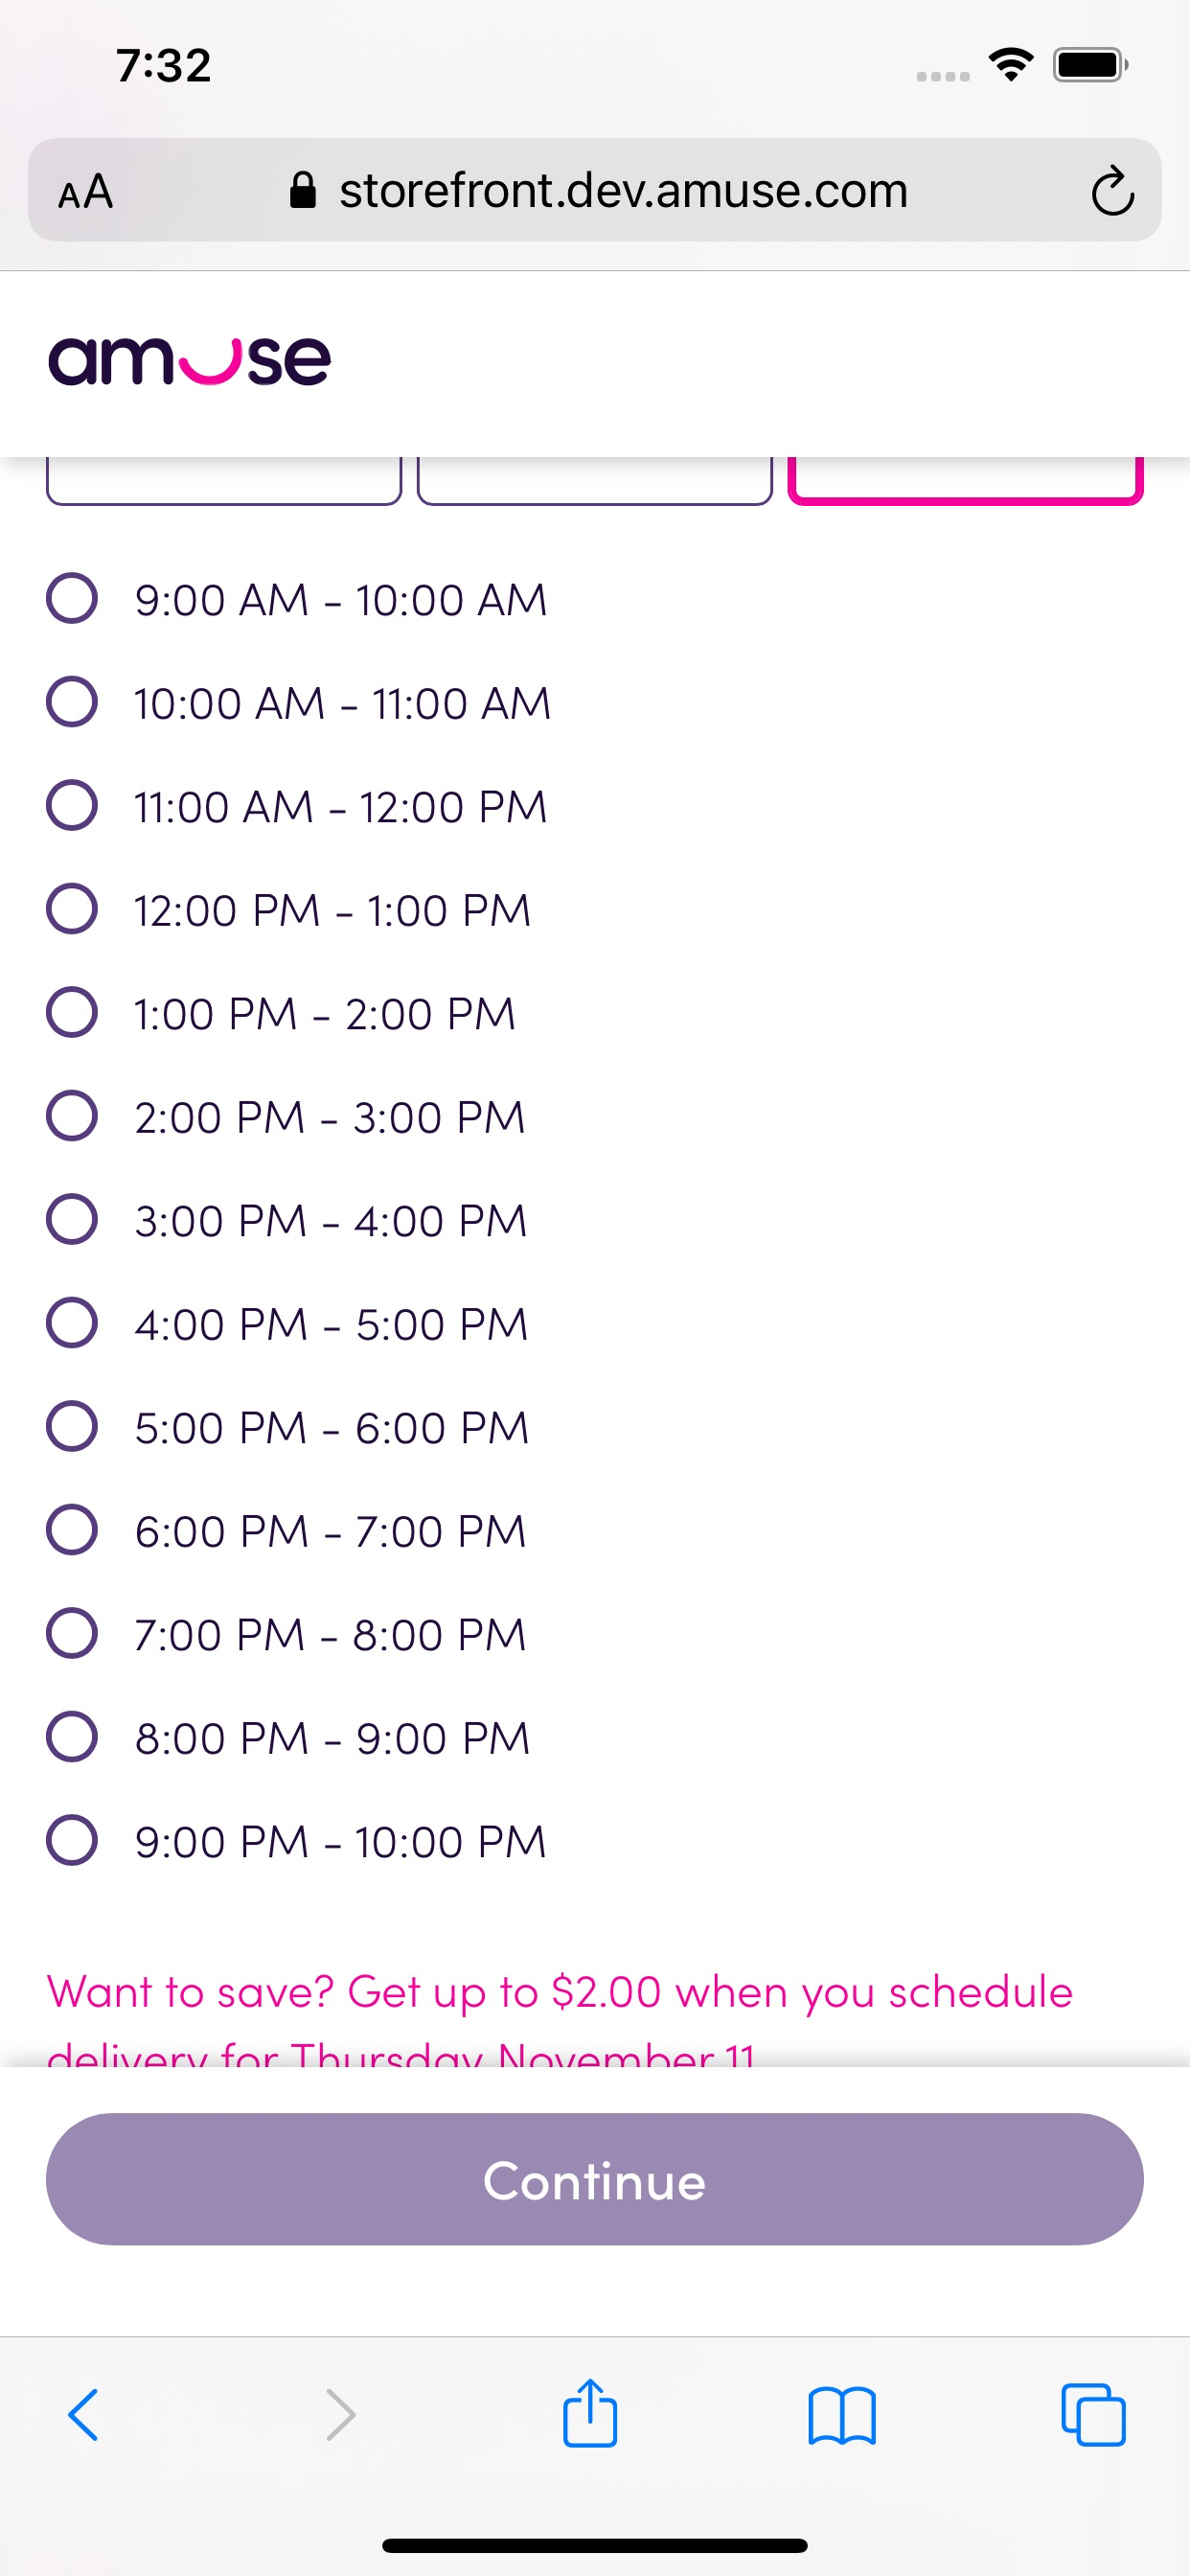 7:32
AA storefront.dev.amuse.com
amuse
9:00 AM - 10:00 AM
10:00 AM - 11:00 AM
11:00 AM - 12:00 PM
12:00 PM - 1:00 PM
1:00 PM - 2:00 PM
2:00 PM - 3:00 PM
3:00 PM - 4:00 PM
4:00 PM - 5:00 PM
5:00 PM - 6:00 PM
6:00 PM - 7:00 PM
7:00 PM - 8:00 PM
8:00 PM - 9:00 PM
9:00 PM - 10:00 PM
Want to save? Get up to $2.00 when you schedule
delivery for Thursday November 11
Continue